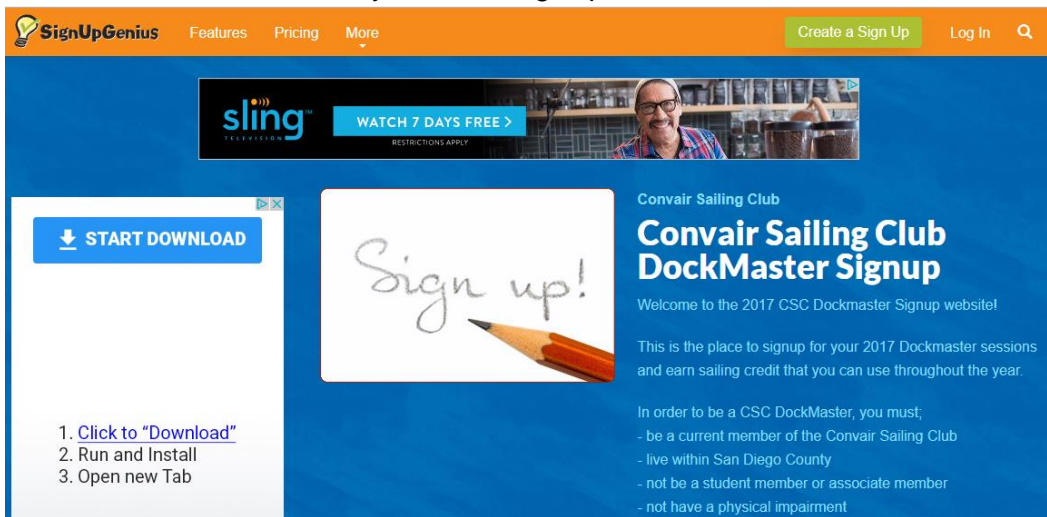 SignUpGenius Features Pricing More Create a Sign Up Log In
sling
TELEVISION
WATCH 7 DAYS FREE >
RESTRICTIONS APPLY
START DOWNLOAD
1. Click to “Download”
2. Run and Install
3. Open new Tab
Sign up!
Convair Sailing Club
Convair Sailing Club
DockMaster Signup
Welcome to the 2017 CSC Dockmaster Signup website!
This is the place to signup for your 2017 Dockmaster sessions
and earn sailing credit that you can use throughout the year.
In order to be a CSC DockMaster, you must;
- be a current member of the Convair Sailing Club
- live within San Diego County
- not be a student member or associate member
- not have a physical impairment